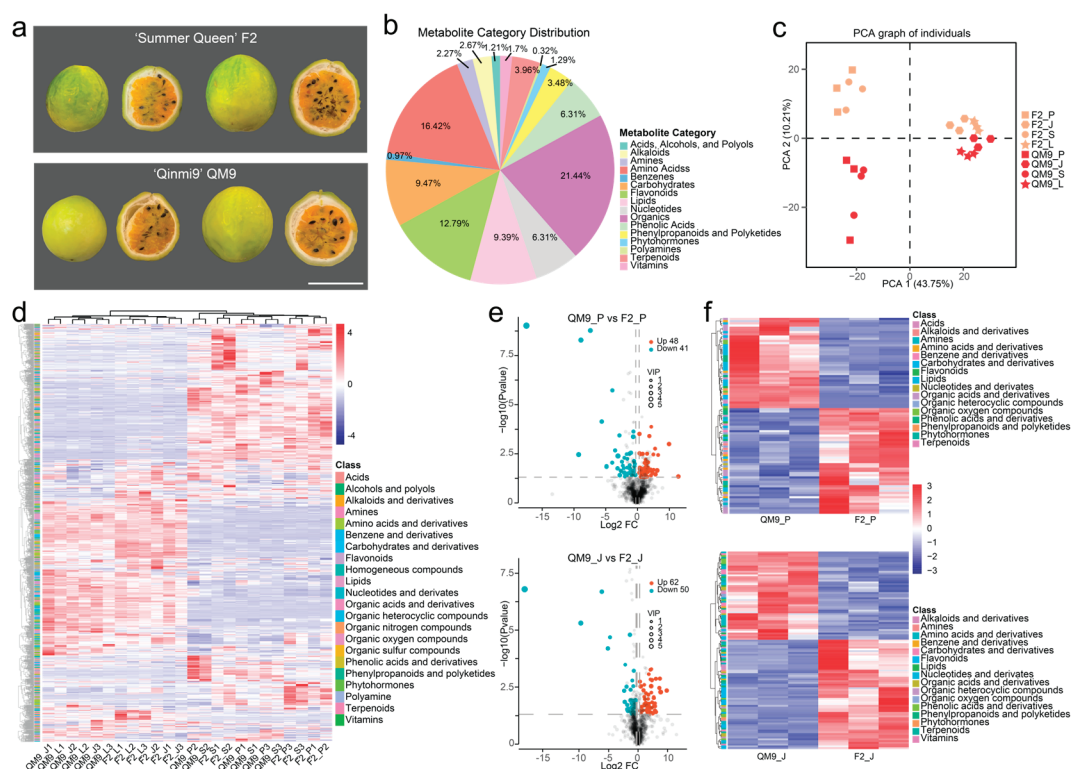 a
'Summer Queen' F2
'Qinmi9' QM9
b
Metabolite Category Distribution
2.27%
2.67%
1.21%
1.7%
3.96%
0.32%
1.29%
3.48%
6.31%
21.44%
6.31%
9.39%
12.79%
9.47%
0.97%
16.42%
Metabolite Category
Acids, Alcohols, and Polyols
Alkaloids
Amines
Amino Acidss
Benzenes
Carbohydrates
Flavonoids
Lipids
Nucleotides
Organics
Phenolic Acids
Phenylpropanoids and Polyketides
Phytohormones
Polyamines
Terpenoids
Vitamins
c
PCA graph of individuals
PCA 2 (10.21%)
20
0
−20
−20
0
20
PCA 1 (43.75%)
F2_P
F2_J
F2_S
F2_L
QM9_P
QM9_J
QM9_S
QM9_L
d
4
2
0
-2
-4
Class
Acids
Alcohols and polyols
Alkaloids and derivatives
Amines
Amino acids and derivatives
Benzene and derivatives
Carbohydrates and derivatives
Flavonoids
Homogeneous compounds
Lipids
Nucleotides and derivates
Organic acids and derivatives
Organic heterocyclic compounds
Organic nitrogen compounds
Organic oxygen compounds
Organic sulfur compounds
Phenolic acids and derivatives
Phenylpropanoids and polyketides
Phytohormones
Polyamine
Terpenoids
Vitamins
e
QM9_P vs F2_P
Up 48
Down 41
VIP
1
2
3
4
5
−log10(Pvalue)
7.5
5.0
2.5
0
-15
-10
-5
0
5
10
Log2 FC
QM9_J vs F2_J
Up 62
Down 50
VIP
1
2
3
4
5
−log10(Pvalue)
7.5
5.0
2.5
0
-15
-10
-5
0
5
10
Log2 FC
f
Class
Acids
Alkaloids and derivatives
Amines
Amino acids and derivatives
Benzene and derivatives
Carbohydrates and derivatives
Flavonoids
Lipids
Nucleotides and derivates
Organic acids and derivatives
Organic heterocyclic compounds
Organic oxygen compounds
Phenolic acids and derivatives
Phenylpropanoids and polyketides
Phytohormones
Terpenoids
QM9_P
F2_P
3
2
1
0
−1
−2
−3
Class
Alkaloids and derivatives
Amines
Amino acids and derivatives
Benzene and derivatives
Carbohydrates and derivatives
Flavonoids
Lipids
Nucleotides and derivates
Organic acids and derivatives
Organic heterocyclic compounds
Organic oxygen compounds
Phenolic acids and derivatives
Phenylpropanoids and polyketides
Phytohormones
Terpenoids
Vitamins
QM9_J
F2_J